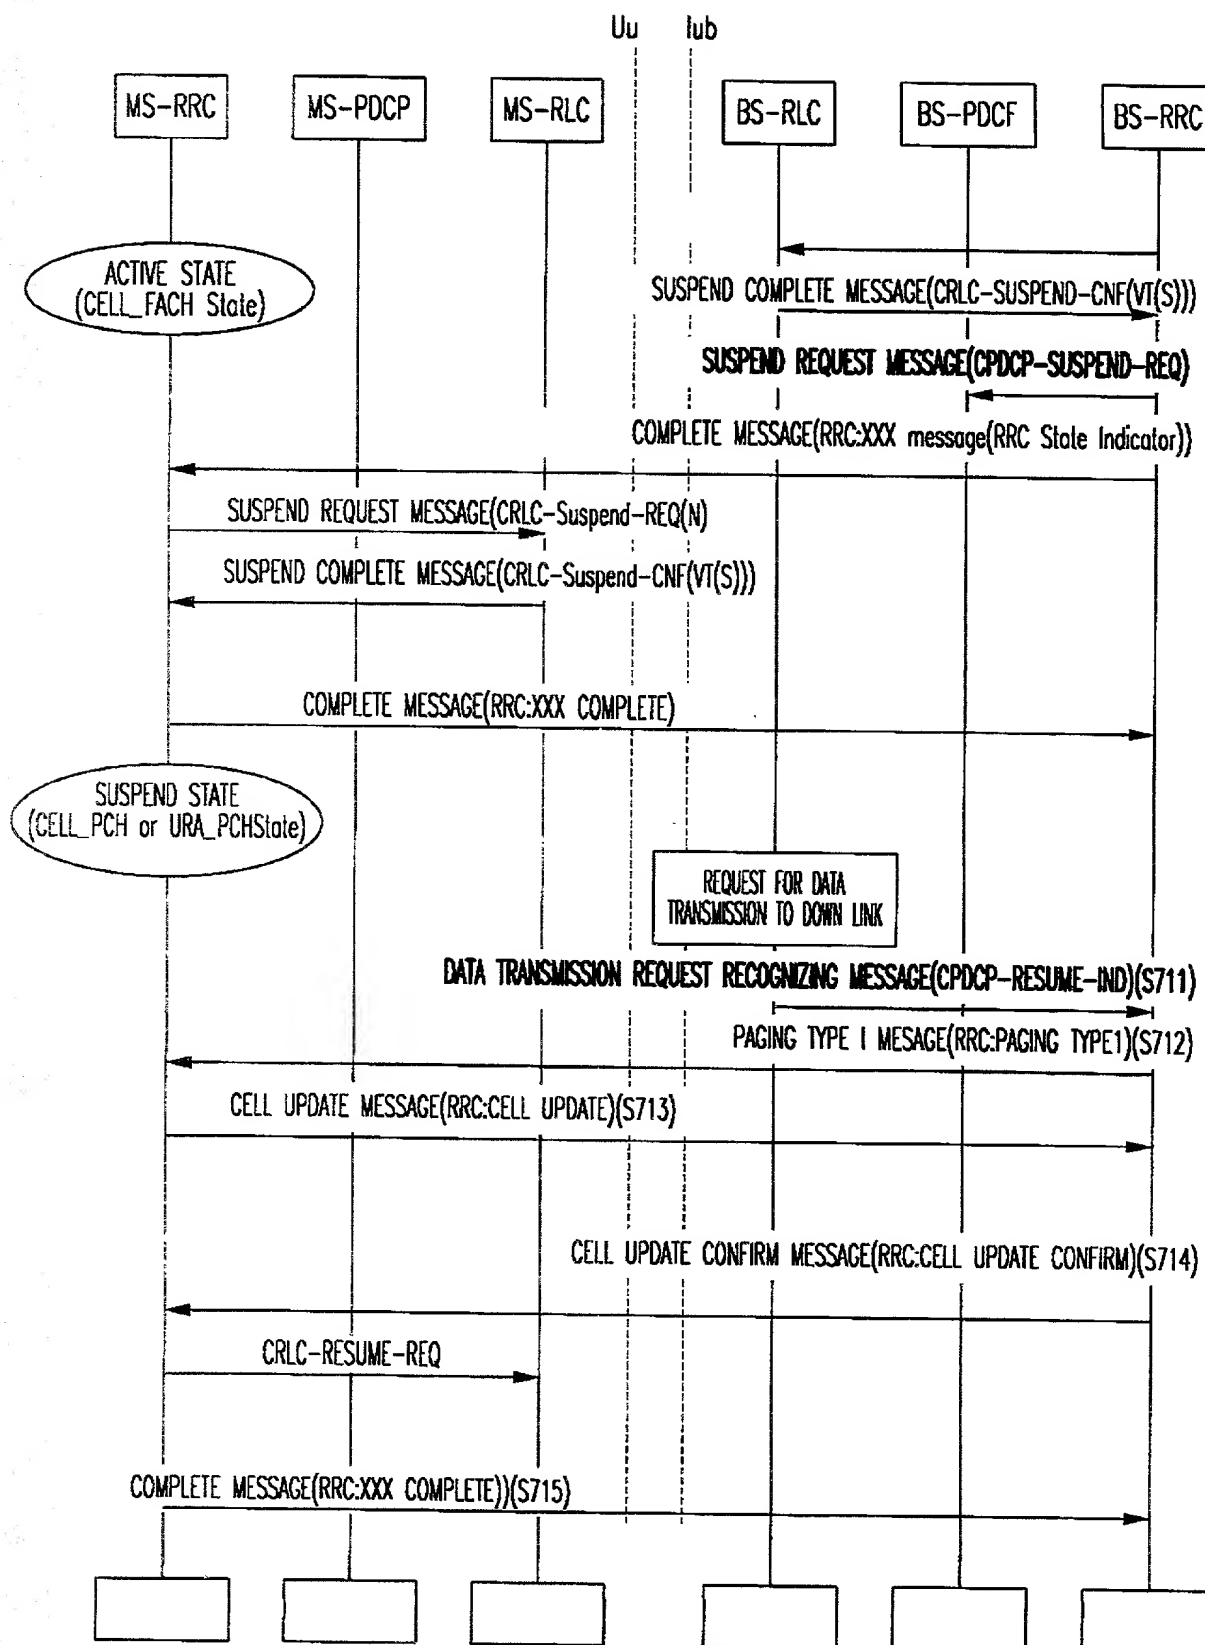 Uu Iub
MS-RRC MS-PDCP MS-RLC BS-RLC BS-PDCF BS-RRC
ACTIVE STATE
(CELL_FACH State)
SUSPEND COMPLETE MESSAGE(CRLC-SUSPEND-CNF(VT(S)))
SUSPEND REQUEST MESSAGE(CPDCP-SUSPEND-REQ)
COMPLETE MESSAGE(RRC:XXX message(RRC State Indicator))
SUSPEND REQUEST MESSAGE(CRLC-Suspend-REQ(N)
SUSPEND COMPLETE MESSAGE(CRLC-Suspend-CNF(VT(S)))
COMPLETE MESSAGE(RRC:XXX COMPLETE)
SUSPEND STATE
(CELL_PCH or URA_PCHState)
REQUEST FOR DATA
TRANSMISSION TO DOWN LINK
DATA TRANSMISSION REQUEST RECOGNIZING MESSAGE(CPDCP-RESUME-IND)(S711)
PAGING TYPE I MESAGE(RRC:PAGING TYPE1)(S712)
CELL UPDATE MESSAGE(RRC:CELL UPDATE)(S713)
CELL UPDATE CONFIRM MESSAGE(RRC:CELL UPDATE CONFIRM)(S714)
CRLC-RESUME-REQ
COMPLETE MESSAGE(RRC:XXX COMPLETE))(S715)